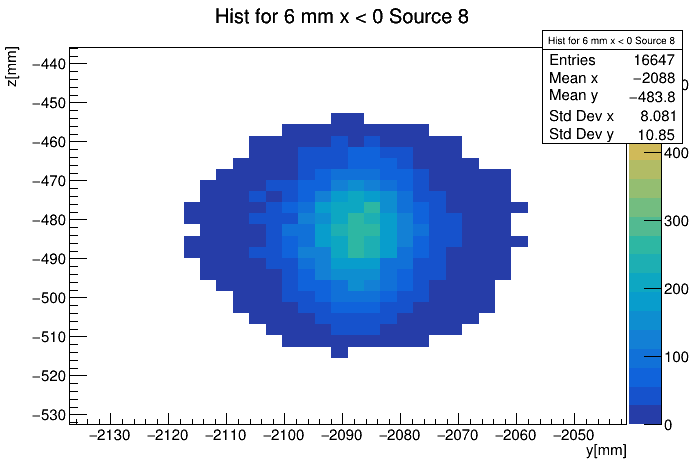 Hist for 6 mm x < 0 Source 8
z[mm]
Hist for 6 mm x < 0 Source 8
Entries 16647
Mean x −2088
Mean y −483.8
Std Dev x 8.081
Std Dev y 10.85
−440
−450
−460
−470
−480
−490
−500
−510
−520
−530
0
400
300
200
100
0
−2130 −2120 −2110 −2100 −2090 −2080 −2070 −2060 −2050
y[mm]